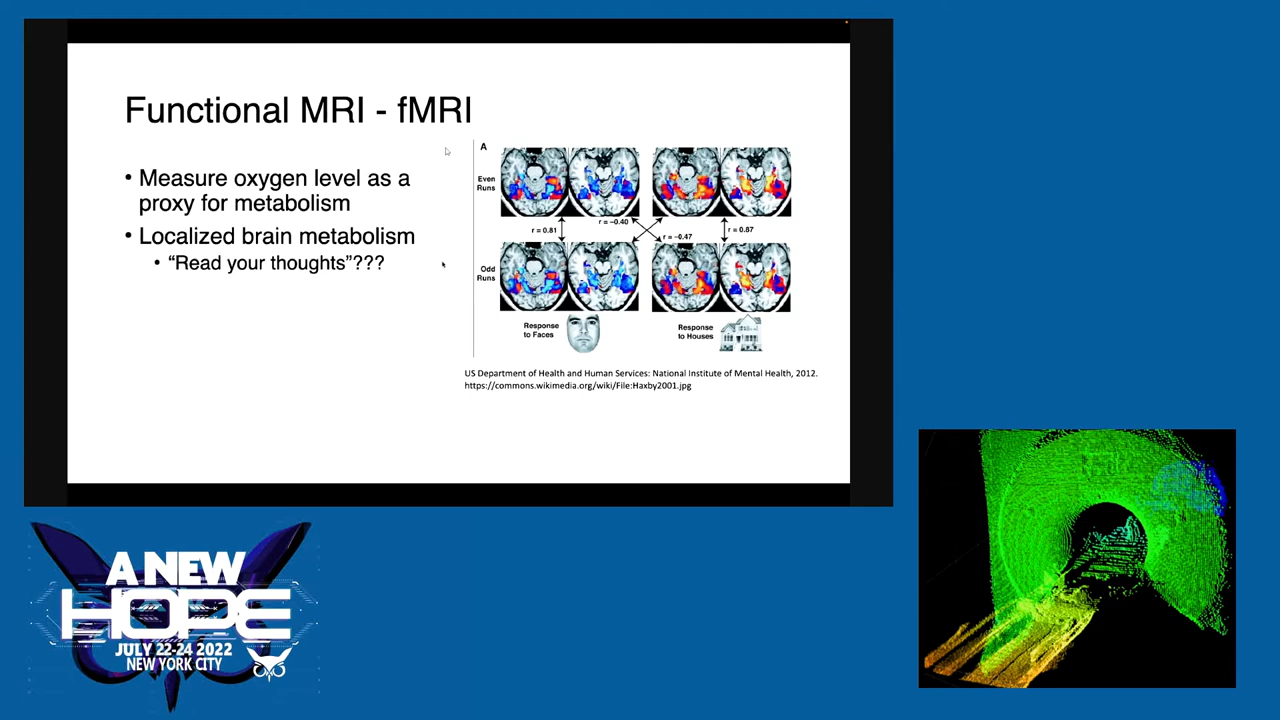 Functional MRI - fMRI
• Measure oxygen level as a
proxy for metabolism
• Localized brain metabolism
• “Read your thoughts”???
A
Even
Runs
r = 0.81
r = –0.40
r = –0.47
r = 0.87
Odd
Runs
Response
to Faces
Response
to Houses
US Department of Health and Human Services: National Institute of Mental Health, 2012.
https://commons.wikimedia.org/wiki/File:Haxby2001.jpg
A NEW
HOPE
JULY 22-24 2022
NEW YORK CITY